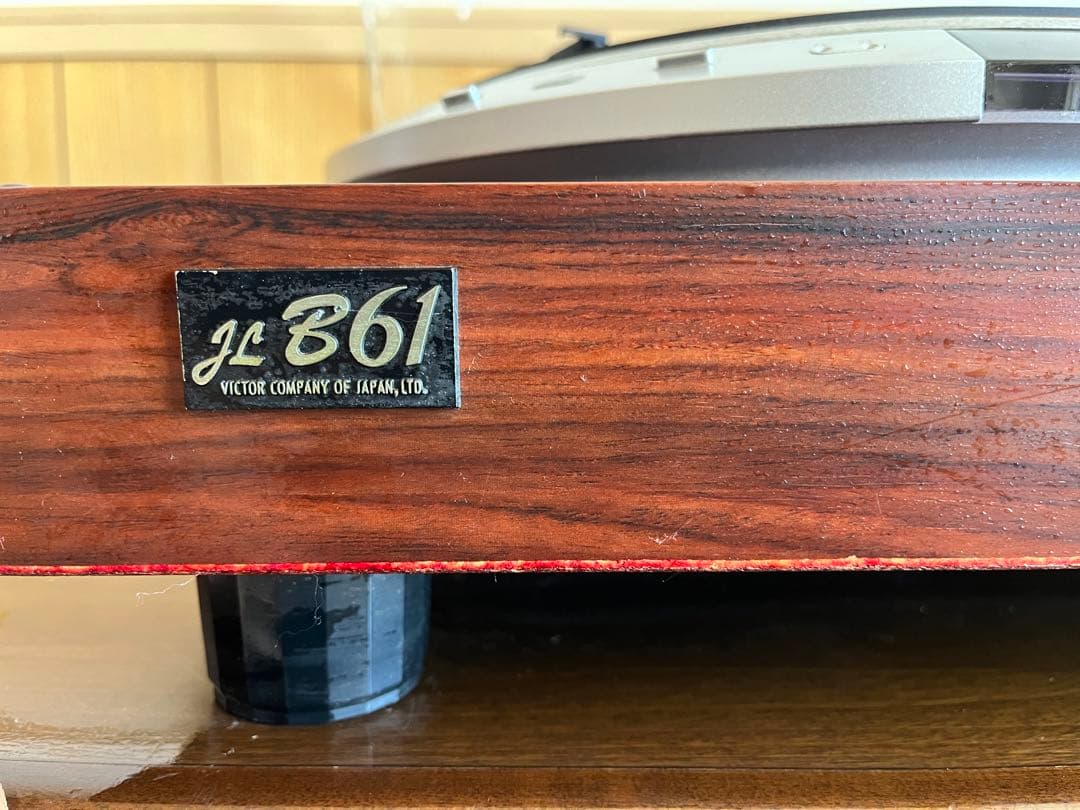 JL B61
VICTOR COMPANY OF JAPAN, LTD.